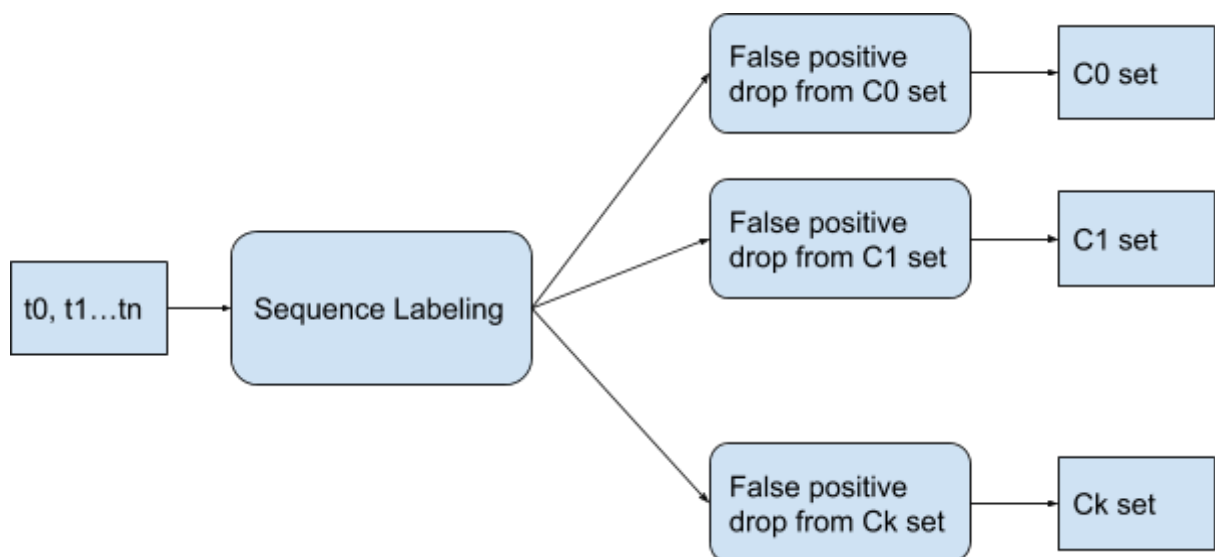 False positive
drop from C0 set
C0 set
False positive
drop from C1 set
C1 set
t0, t1...tn
Sequence Labeling
False positive
drop from Ck set
Ck set